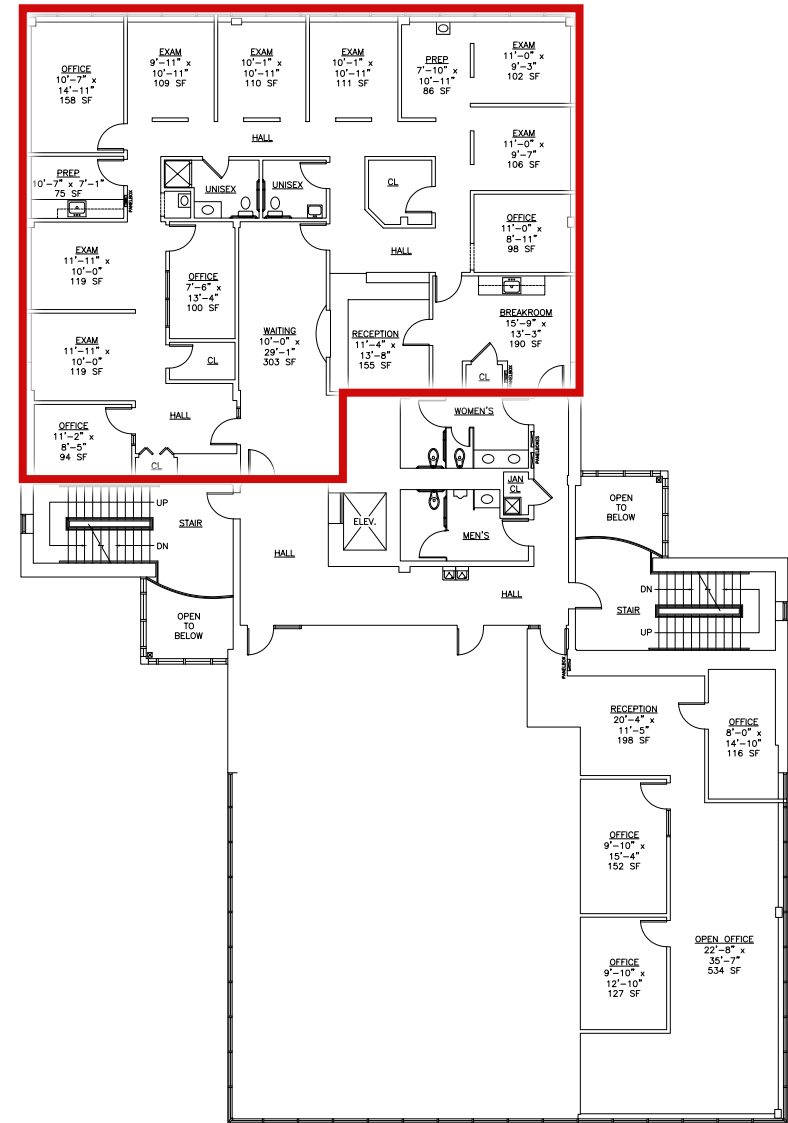 OFFICE
10'-7" x
14'-11"
158 SF
EXAM
9'-11" x
10'-11"
109 SF
EXAM
10'-1" x
10'-11"
110 SF
EXAM
10'-1" x
10'-11"
111 SF
PREP
7'-10" x
10'-11"
86 SF
EXAM
11'-0" x
9'-3"
102 SF
HALL
EXAM
11'-0" x
9'-7"
106 SF
PREP
10'-7" x 7'-1"
75 SF
PANELBOX
UNISEX
UNISEX
CL
OFFICE
11'-0" x
8'-11"
98 SF
EXAM
11'-11" x
10'-0"
119 SF
HALL
OFFICE
7'-6" x
13'-4"
100 SF
BREAKROOM
15'-9" x
13'-3"
190 SF
WAITING
10'-0" x
29'-1"
303 SF
RECEPTION
11'-4" x
13'-8"
155 SF
EXAM
11'-11" x
10'-0"
119 SF
CL
CL
PANELBOX
HALL
WOMEN'S
OFFICE
11'-2" x
8'-5"
94 SF
CL
PANELBOXES
JAN
CL
UP
STAIR
DN
ELEV.
MEN'S
OPEN
TO
BELOW
HALL
HALL
DN
STAIR
UP
OPEN
TO
BELOW
PANELBOX
RECEPTION
20'-4" x
11'-5"
198 SF
OFFICE
8'-0" x
14'-10"
116 SF
OFFICE
9'-10" x
15'-4"
152 SF
OPEN OFFICE
22'-8" x
35'-7"
534 SF
OFFICE
9'-10" x
12'-10"
127 SF